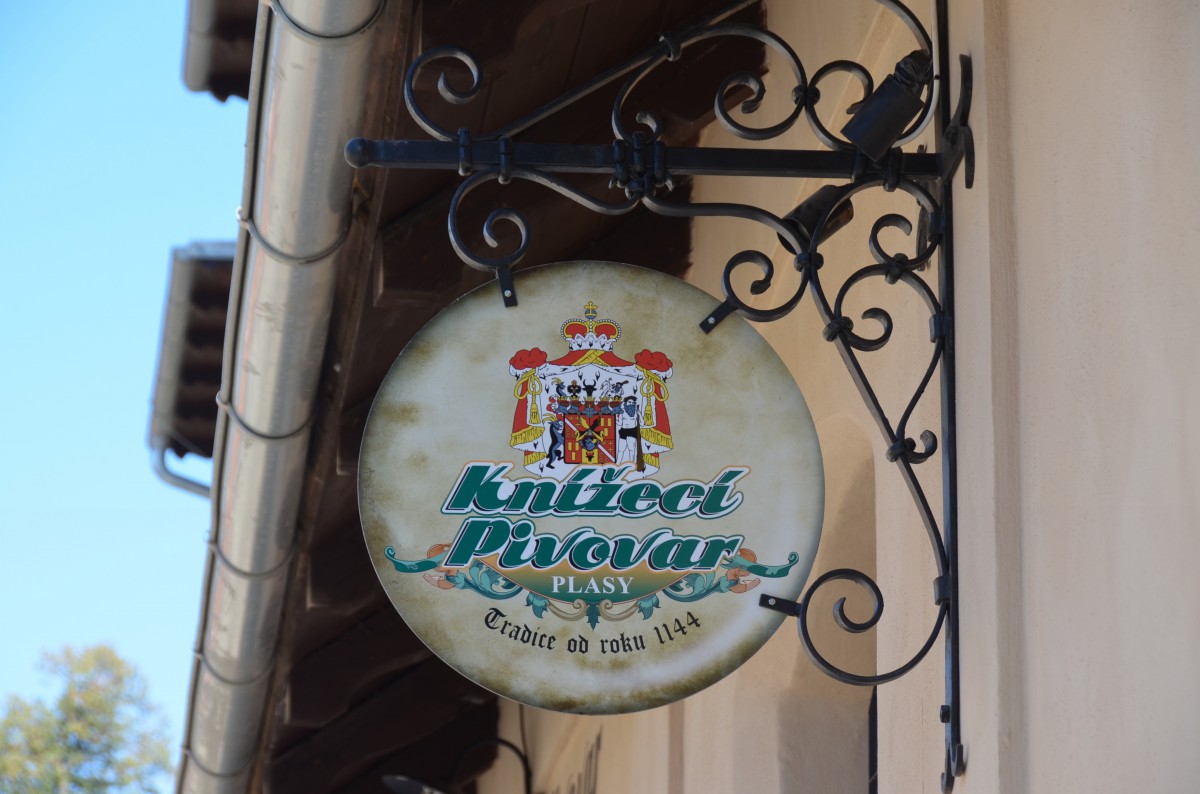 Knížecí
Pivovar
PLASY
Tradice od roku 1144